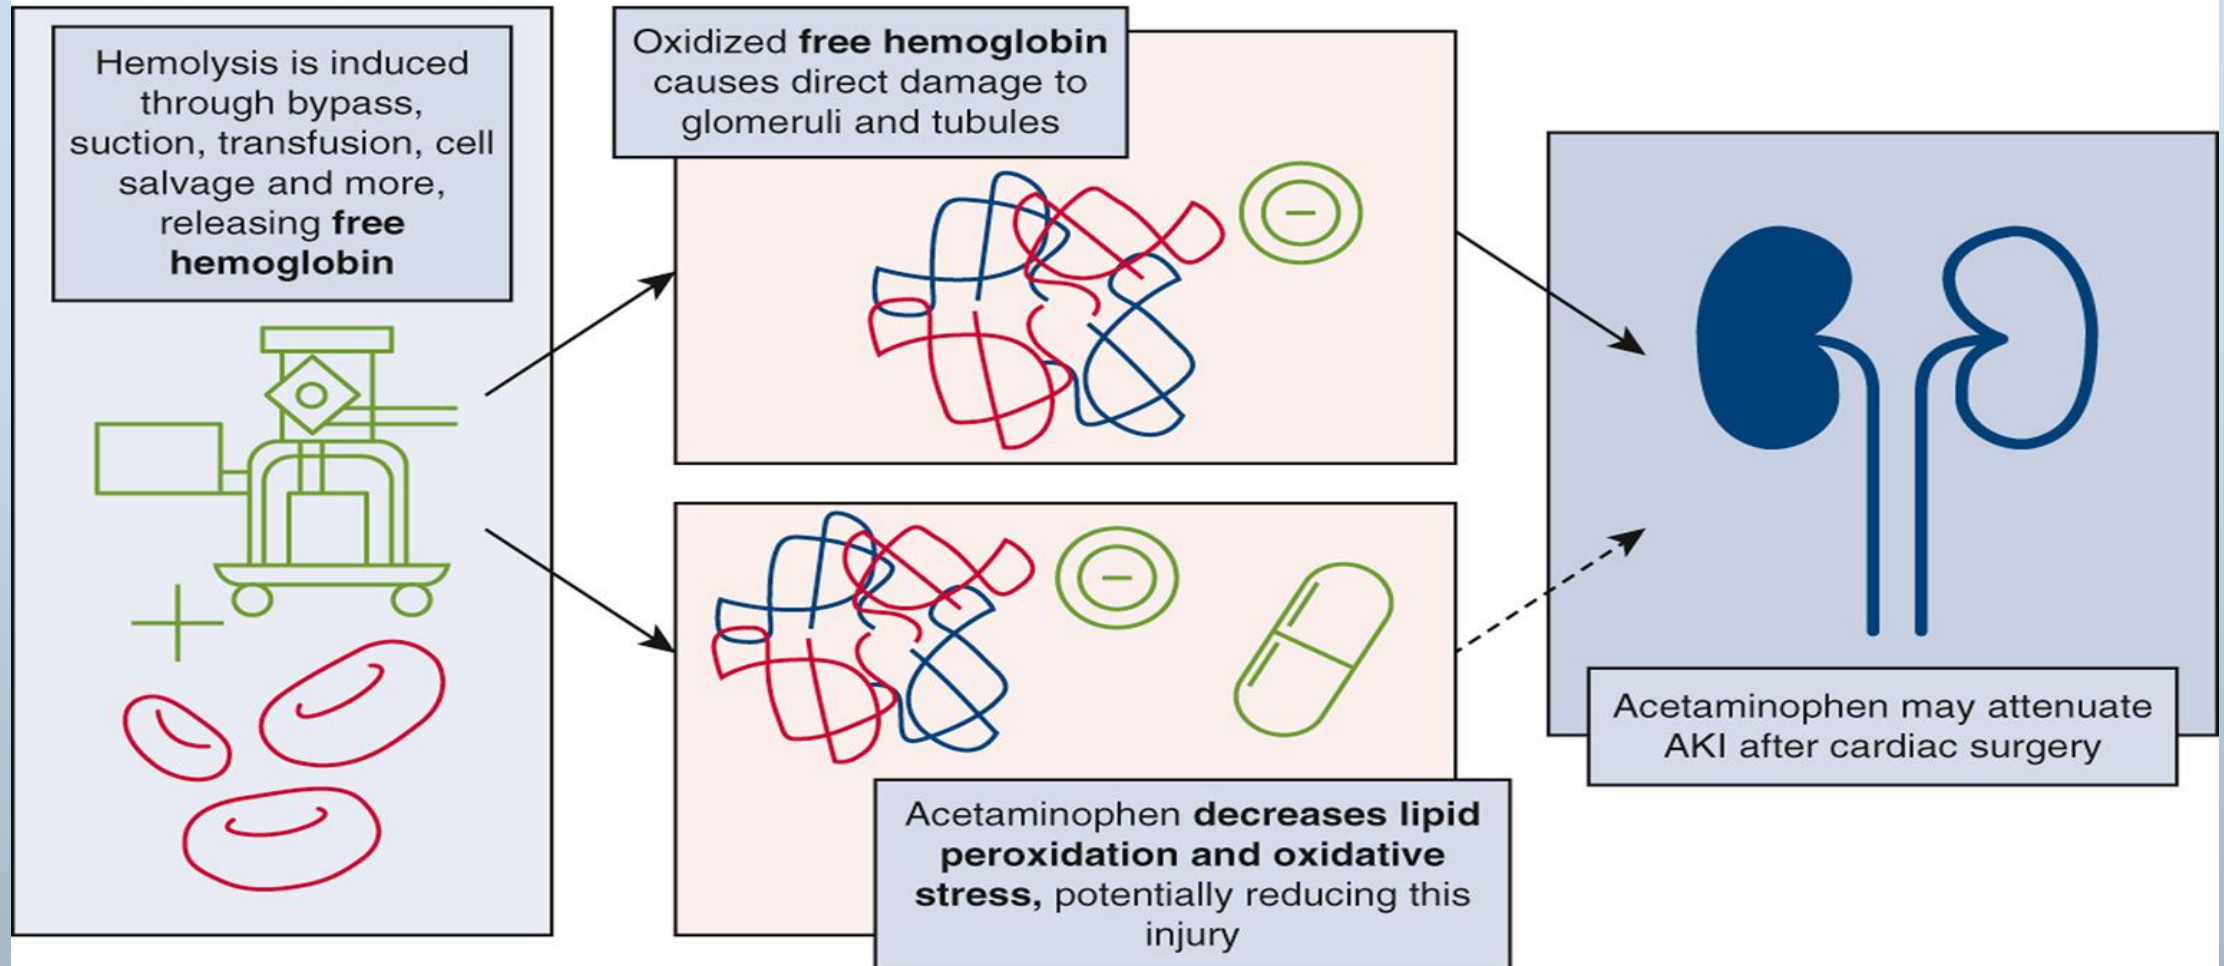 Hemolysis is induced
through bypass,
suction, transfusion, cell
salvage and more,
releasing free
hemoglobin
Oxidized free hemoglobin
causes direct damage to
glomeruli and tubules
Acetaminophen decreases lipid
peroxidation and oxidative
stress, potentially reducing this
injury
Acetaminophen may attenuate
AKI after cardiac surgery